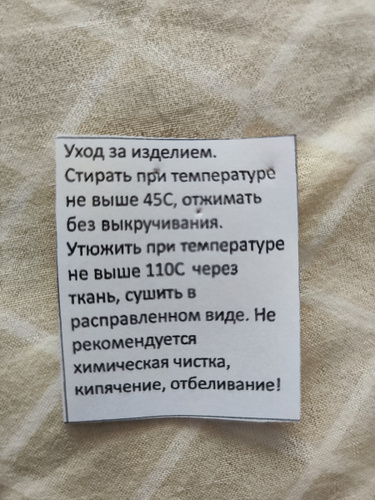 Уход за изделием.
Стирать при температуре
не выше 45С, отжимать
без выкручивания.
Утюжить при температуре
не выше 110С через
ткань, сушить в
расправленном виде. Не
рекомендуется
химическая чистка,
кипячение, отбеливание!